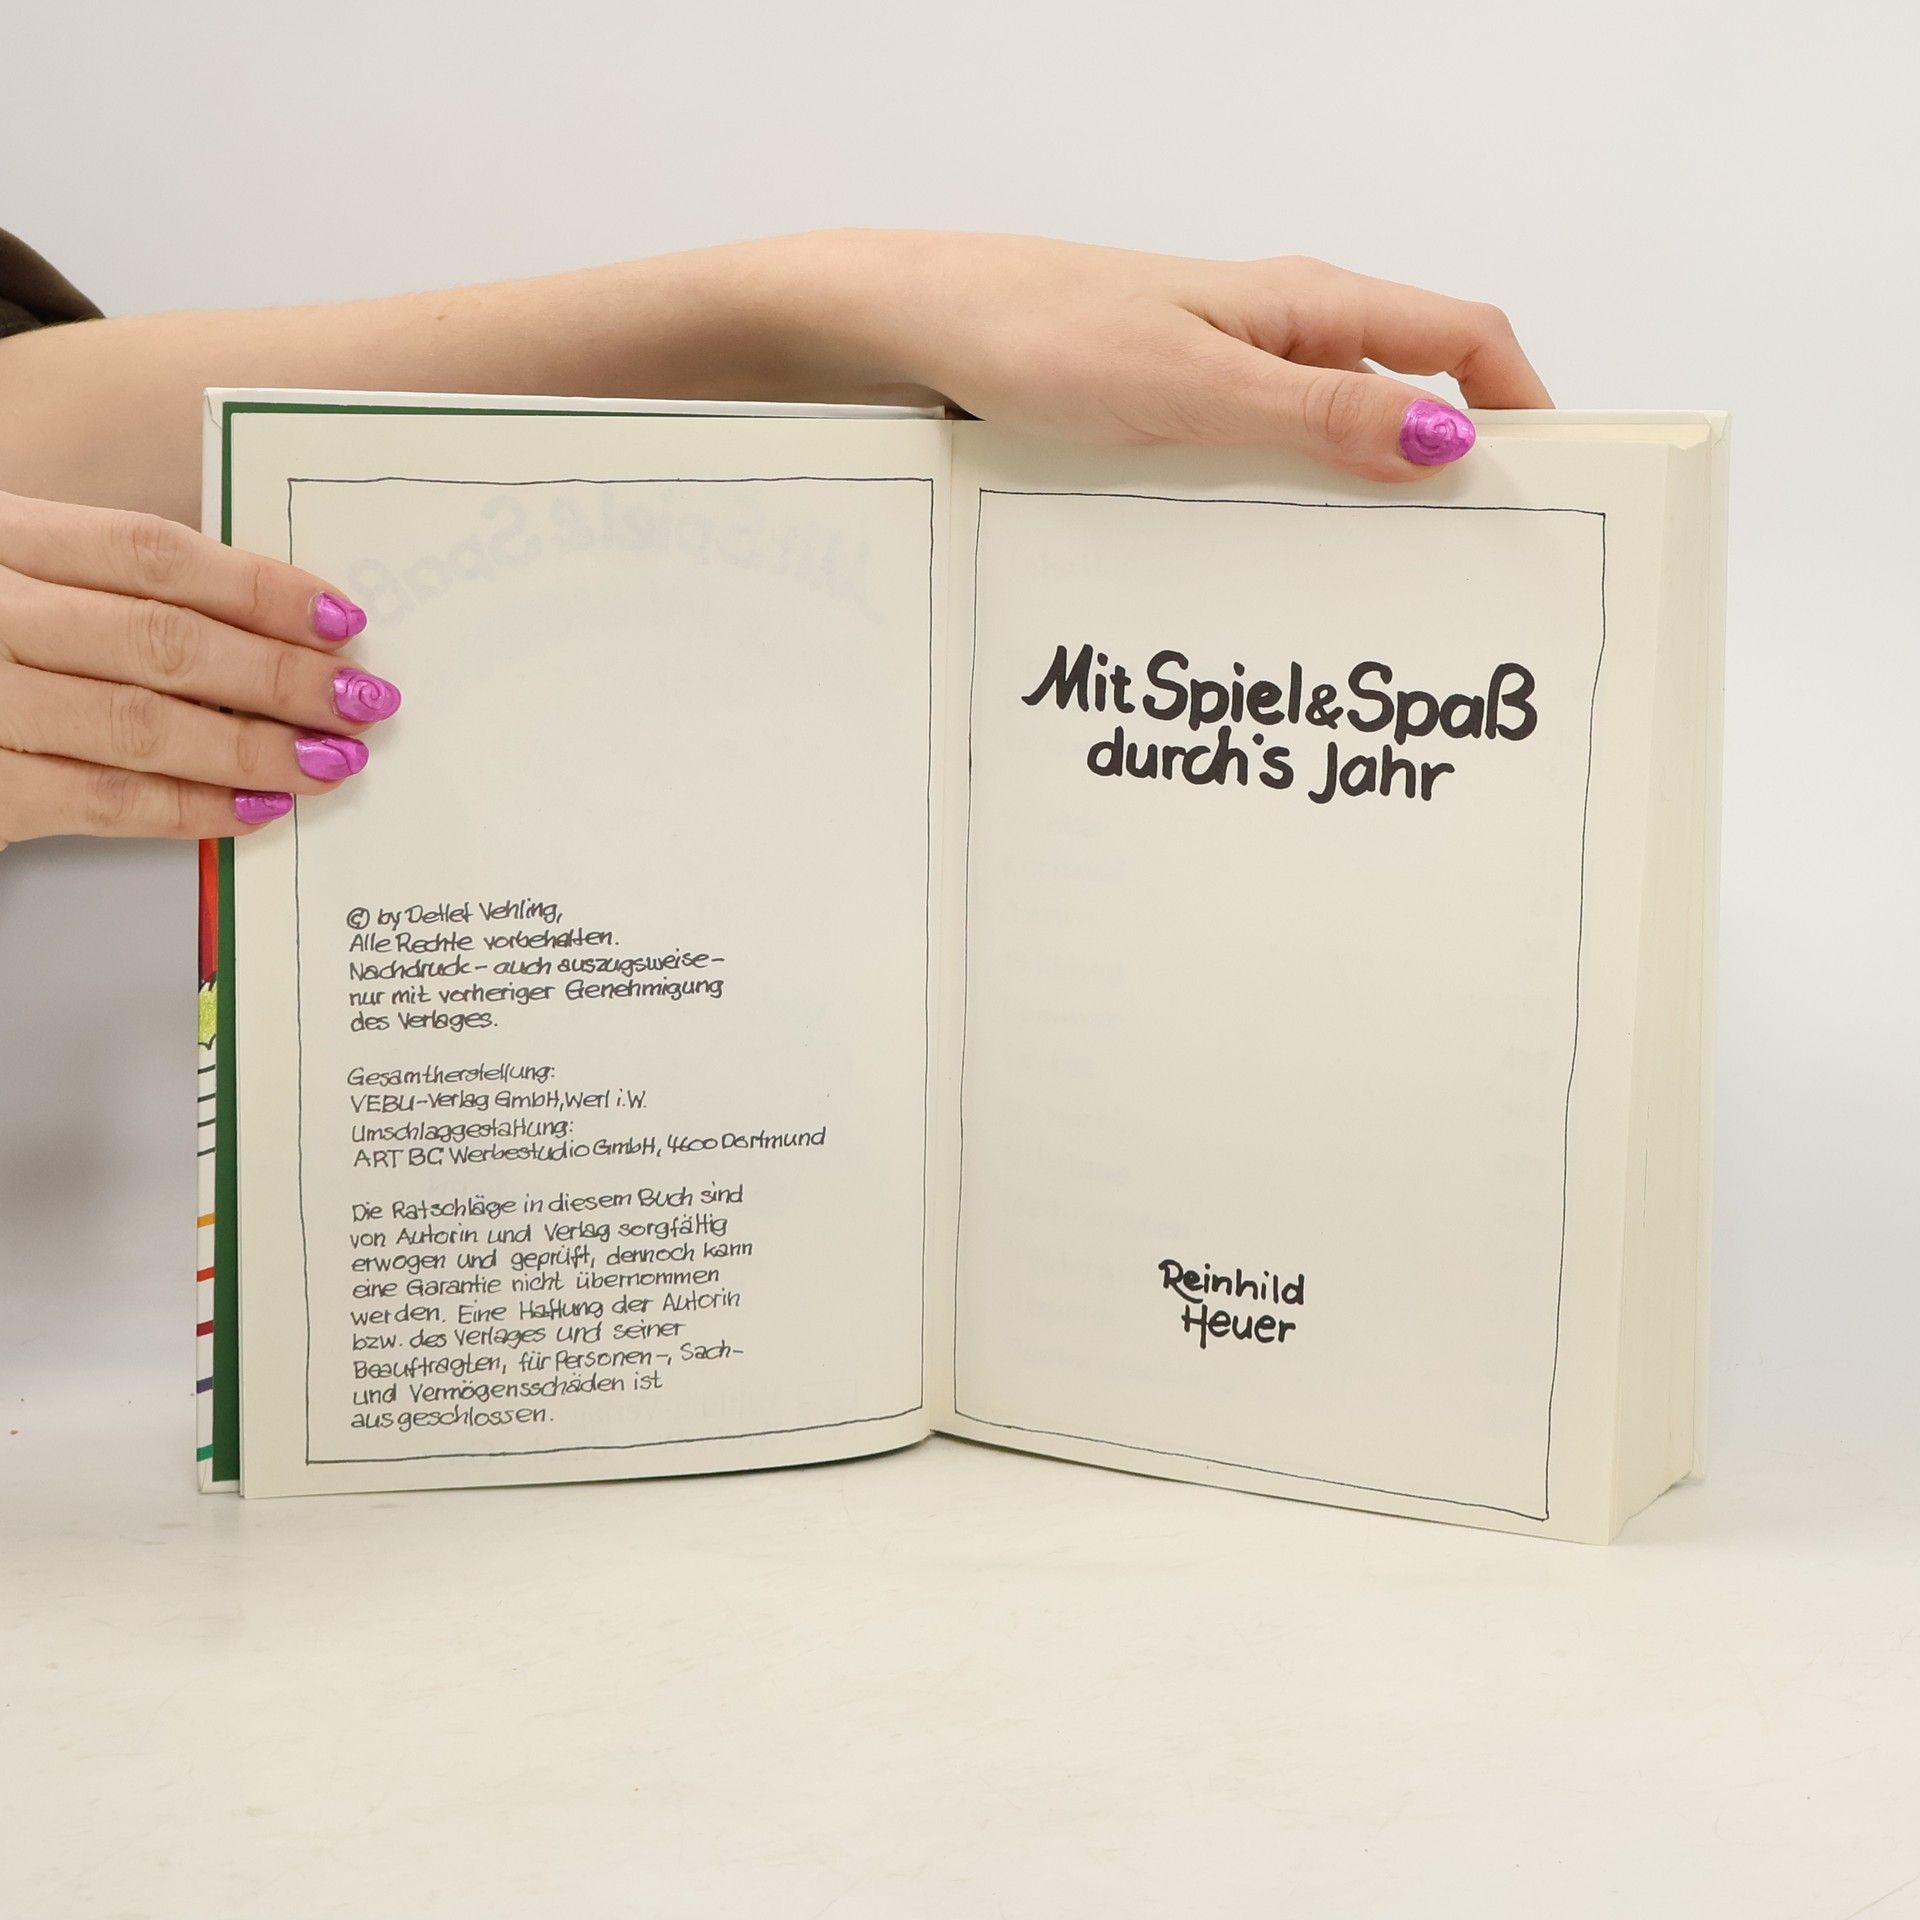 © by Detlef Vehling,
Alle Rechte vorbehalten.
Nachdruck - auch auszugsweise -
nur mit vorheriger Genehmigung
des Verlages.
Gesamtherstellung:
VEBU-Verlag GmbH, Werl i.W.
Umschlaggestaltung:
ART BC Werbestudio GmbH, 4600 Dortmund
Die Ratschläge in diesem Buch sind
von Autorin und Verlag sorgfältig
erwogen und geprüft, dennoch kann
eine Garantie nicht übernommen
werden. Eine Haftung der Autorin
bzw. des Verlages und seiner
Beauftragten, für Personen-, Sach-
und Vermögensschäden ist
ausgeschlossen.
Mit Spiel & Spaß
durch's Jahr
Reinhild
Heuer